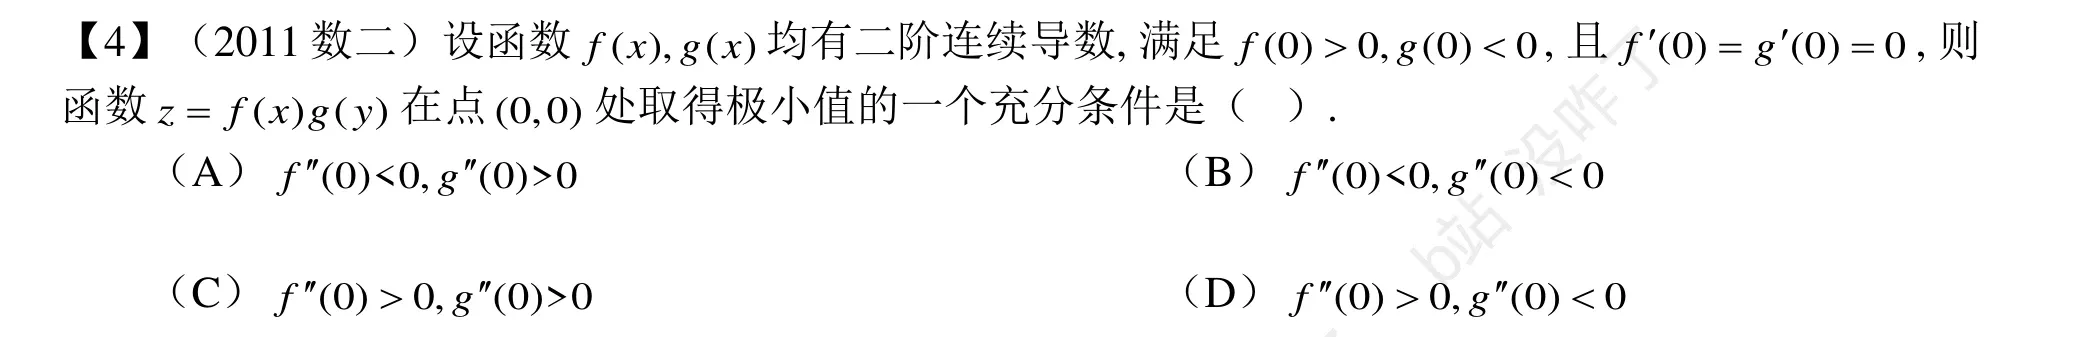 【4】（2011 数二）设函数 f(x), g(x) 均有二阶连续导数, 满足 f(0) > 0, g(0) < 0, 且 f′(0) = g′(0) = 0, 则
函数 z = f(x)g(y) 在点 (0,0) 处取得极小值的一个充分条件是（ ）.
（A） f″(0)<0, g″(0)>0 （B） f″(0)<0, g″(0) < 0
（C） f″(0) > 0, g″(0)>0 （D） f″(0) > 0, g″(0) < 0
b站 没咋了